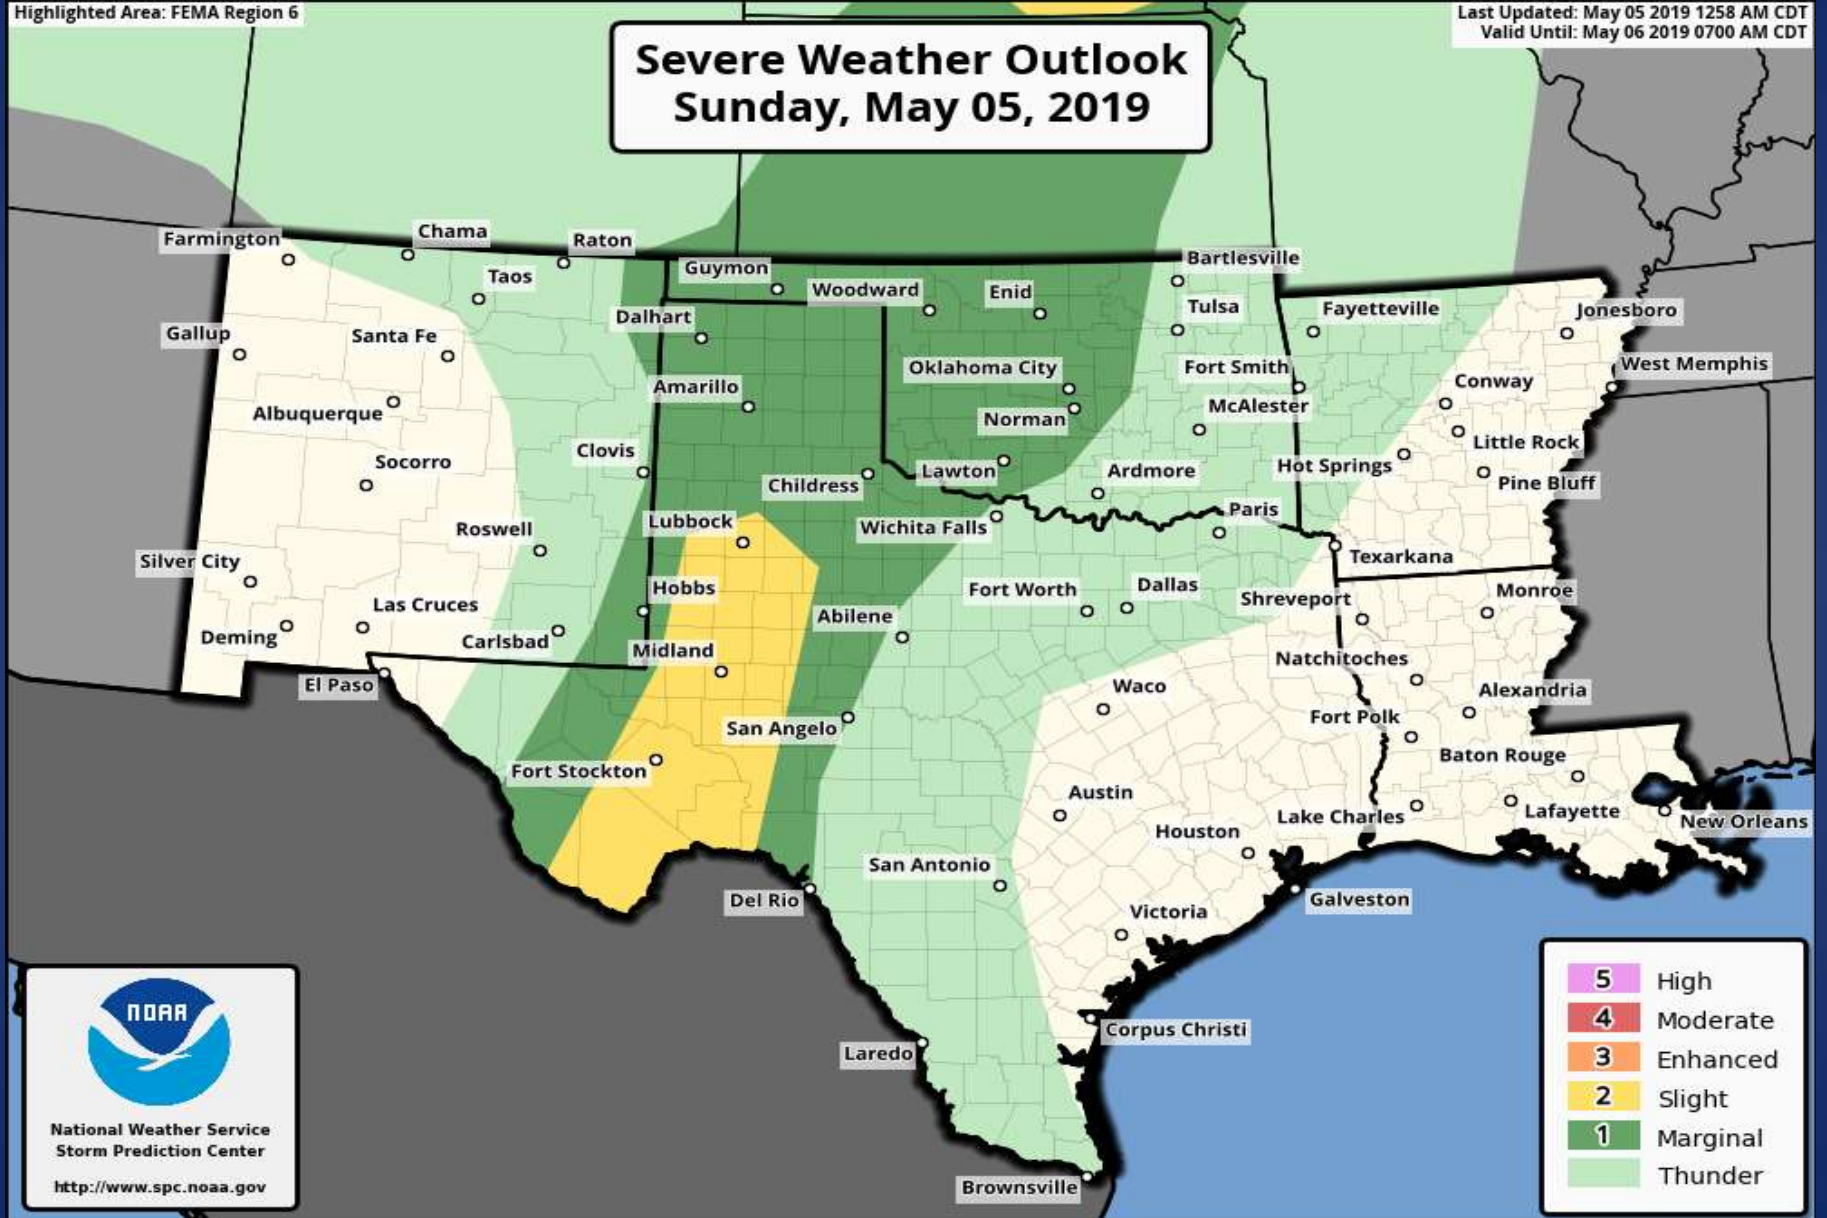 Highlighted Area: FEMA Region 6
Last Updated: May 05 2019 1258 AM CDT
Valid Until: May 06 2019 0700 AM CDT
Severe Weather Outlook
Sunday, May 05, 2019
Farmington
Chama
Raton
Taos
Guymon
Woodward
Enid
Bartlesville
Tulsa
Fayetteville
Jonesboro
Gallup
Santa Fe
Dalhart
Oklahoma City
Fort Smith
West Memphis
Conway
Albuquerque
Amarillo
Norman
McAlester
Little Rock
Socorro
Clovis
Childress
Lawton
Ardmore
Hot Springs
Pine Bluff
Roswell
Lubbock
Wichita Falls
Paris
Texarkana
Silver City
Hobbs
Fort Worth
Dallas
Shreveport
Monroe
Las Cruces
Deming
Carlsbad
Abilene
Midland
Natchitoches
El Paso
Waco
Alexandria
San Angelo
Fort Polk
Fort Stockton
Baton Rouge
Austin
Lake Charles
Lafayette
New Orleans
Houston
San Antonio
Del Rio
Galveston
Victoria
Corpus Christi
Laredo
Brownsville
NOAA
National Weather Service
Storm Prediction Center
http://www.spc.noaa.gov
5 High
4 Moderate
3 Enhanced
2 Slight
1 Marginal
Thunder